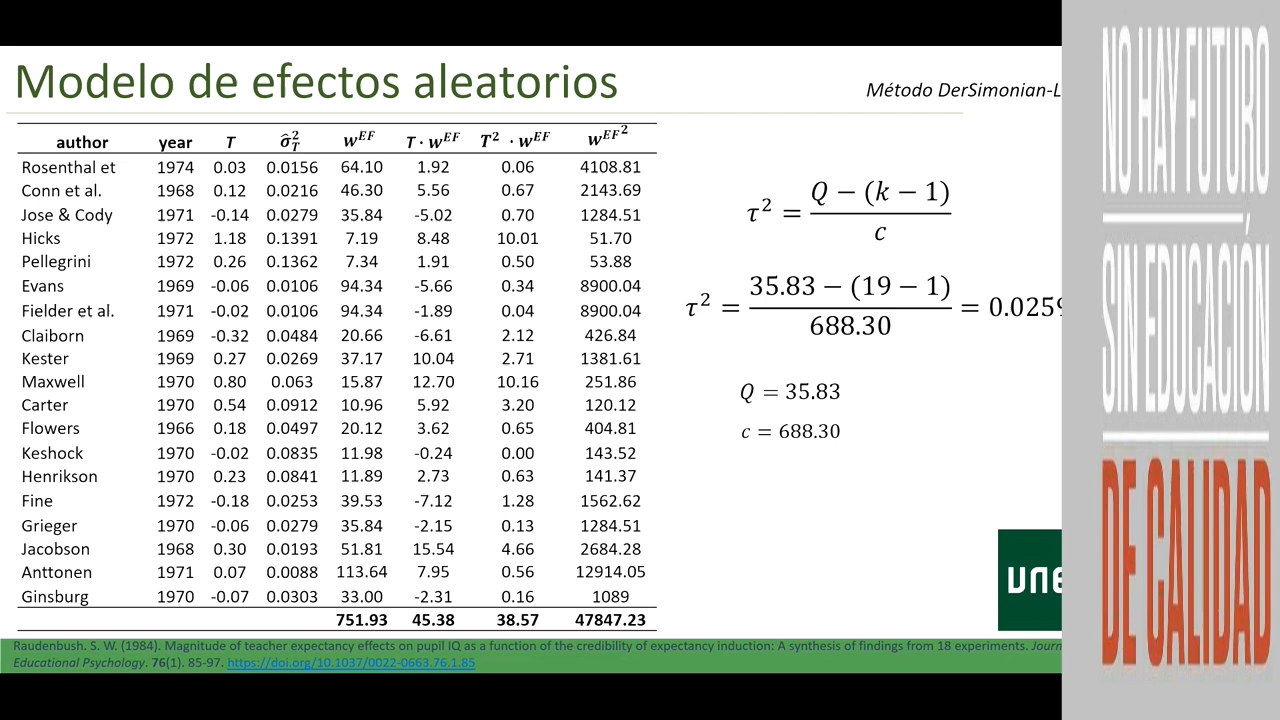 Modelo de efectos aleatorios
Método DerSimonian-L
author year T σ̂²_T w^EF T · w^EF T² · w^EF w^EF²
Rosenthal et 1974 0.03 0.0156 64.10 1.92 0.06 4108.81
Conn et al. 1968 0.12 0.0216 46.30 5.56 0.67 2143.69
Jose & Cody 1971 -0.14 0.0279 35.84 -5.02 0.70 1284.51
Hicks 1972 1.18 0.1391 7.19 8.48 10.01 51.70
Pellegrini 1972 0.26 0.1362 7.34 1.91 0.50 53.88
Evans 1969 -0.06 0.0106 94.34 -5.66 0.34 8900.04
Fielder et al. 1971 -0.02 0.0106 94.34 -1.89 0.04 8900.04
Claiborn 1969 -0.32 0.0484 20.66 -6.61 2.12 426.84
Kester 1969 0.27 0.0269 37.17 10.04 2.71 1381.61
Maxwell 1970 0.80 0.063 15.87 12.70 10.16 251.86
Carter 1970 0.54 0.0912 10.96 5.92 3.20 120.12
Flowers 1966 0.18 0.0497 20.12 3.62 0.65 404.81
Keshock 1970 -0.02 0.0835 11.98 -0.24 0.00 143.52
Henrikson 1970 0.23 0.0841 11.89 2.73 0.63 141.37
Fine 1972 -0.18 0.0253 39.53 -7.12 1.28 1562.62
Grieger 1970 -0.06 0.0279 35.84 -2.15 0.13 1284.51
Jacobson 1968 0.30 0.0193 51.81 15.54 4.66 2684.28
Anttonen 1971 0.07 0.0088 113.64 7.95 0.56 12914.05
Ginsburg 1970 -0.07 0.0303 33.00 -2.31 0.16 1089
751.93 45.38 38.57 47847.23
τ² = (Q − (k − 1)) / c
τ² = (35.83 − (19 − 1)) / 688.30 = 0.0259
Q = 35.83
c = 688.30
une
Raudenbush. S. W. (1984). Magnitude of teacher expectancy effects on pupil IQ as a function of the credibility of expectancy induction: A synthesis of findings from 18 experiments. Journ
Educational Psychology. 76(1). 85-97. https://doi.org/10.1037/0022-0663.76.1.85
NO HAY FUTURO
SIN EDUCACIÓN
DE CALIDAD